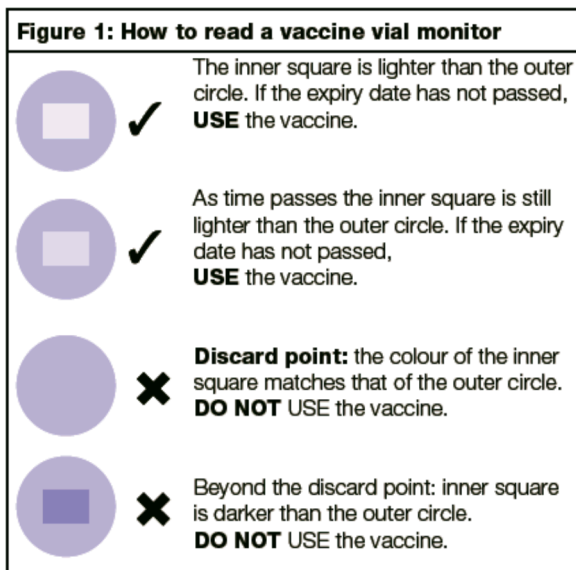 Figure 1: How to read a vaccine vial monitor
The inner square is lighter than the outer
circle. If the expiry date has not passed,
USE the vaccine.
As time passes the inner square is still
lighter than the outer circle. If the expiry
date has not passed,
USE the vaccine.
Discard point: the colour of the inner
square matches that of the outer circle.
DO NOT USE the vaccine.
Beyond the discard point: inner square
is darker than the outer circle.
DO NOT USE the vaccine.